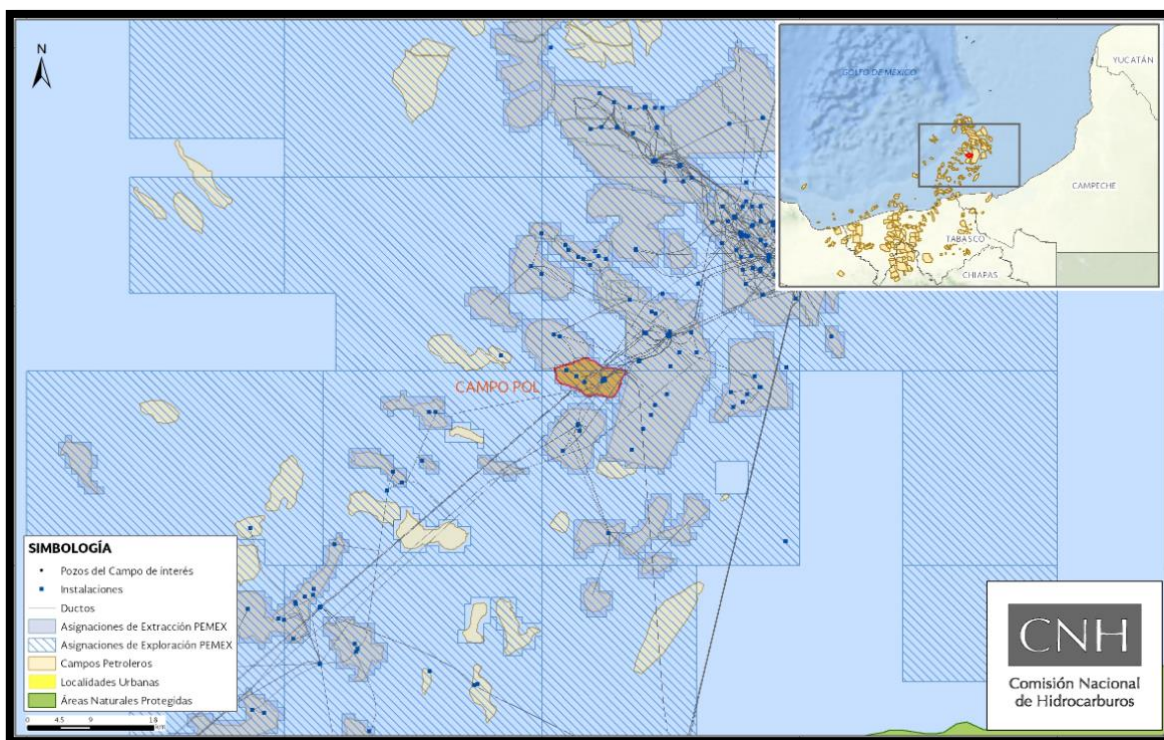 N
GOLFO DE MÉXICO
YUCATÁN
CAMPECHE
TABASCO
CHIAPAS
CAMPO POL
SIMBOLOGÍA
Pozos del Campo de interés
Instalaciones
Ductos
Asignaciones de Extracción PEMEX
Asignaciones de Exploración PEMEX
Campos Petroleros
Localidades Urbanas
Áreas Naturales Protegidas
0 4.5 9 18
CNH
Comisión Nacional
de Hidrocarburos